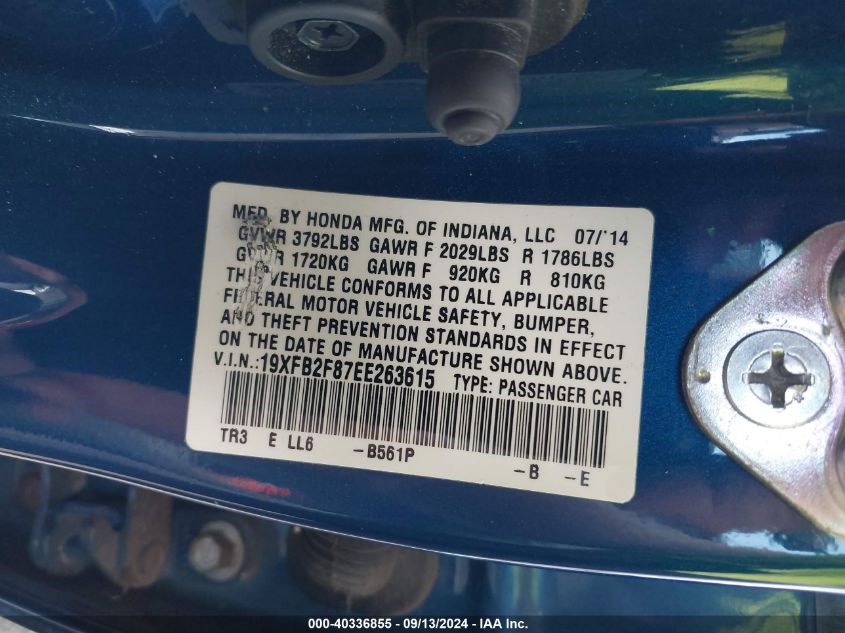 MFD. BY HONDA MFG. OF INDIANA, LLC 07/'14
GVWR 3792LBS GAWR F 2029LBS R 1786LBS
GVWR 1720KG GAWR F 920KG R 810KG
THIS VEHICLE CONFORMS TO ALL APPLICABLE
FEDERAL MOTOR VEHICLE SAFETY, BUMPER,
AND THEFT PREVENTION STANDARDS IN EFFECT
ON THE DATE OF MANUFACTURE SHOWN ABOVE.
V.I.N.:19XFB2F87EE263615 TYPE: PASSENGER CAR
TR3 E LL6 -B561P -B -E
000-40336855 - 09/13/2024 - IAA Inc.